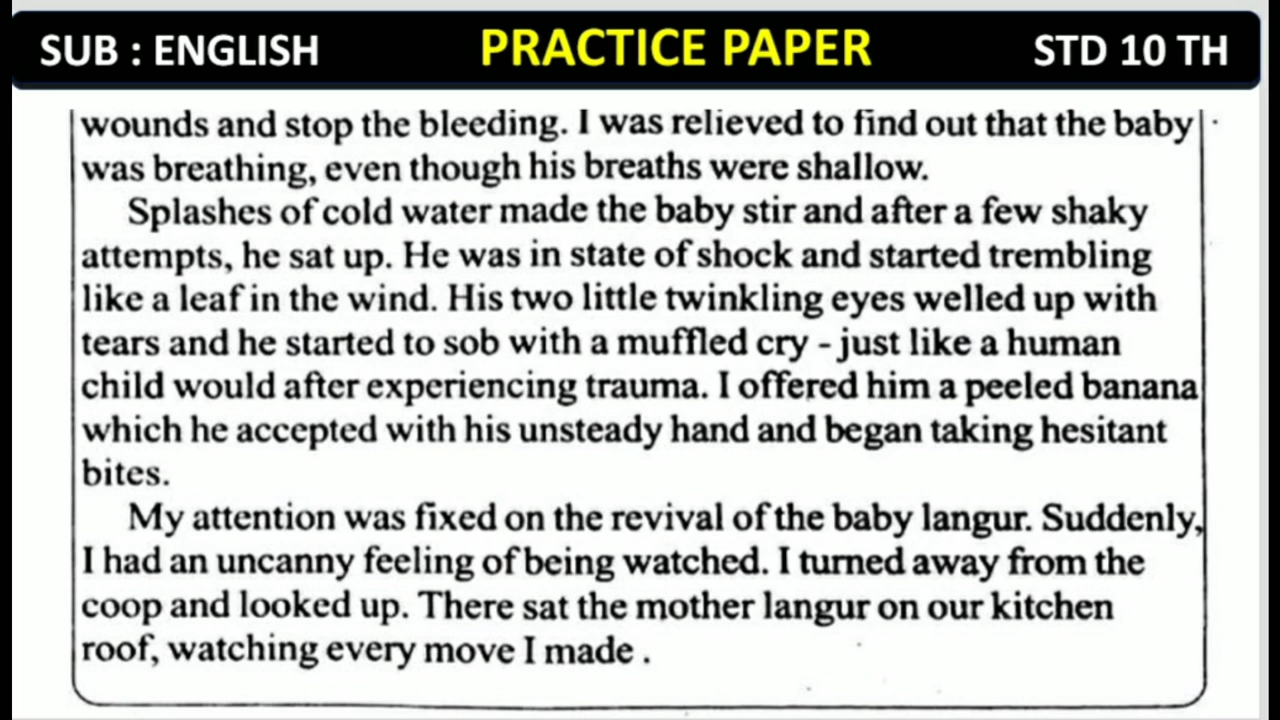 SUB : ENGLISH PRACTICE PAPER STD 10 TH
wounds and stop the bleeding. I was relieved to find out that the baby
was breathing, even though his breaths were shallow.
Splashes of cold water made the baby stir and after a few shaky
attempts, he sat up. He was in state of shock and started trembling
like a leaf in the wind. His two little twinkling eyes welled up with
tears and he started to sob with a muffled cry - just like a human
child would after experiencing trauma. I offered him a peeled banana
which he accepted with his unsteady hand and began taking hesitant
bites.
My attention was fixed on the revival of the baby langur. Suddenly,
I had an uncanny feeling of being watched. I turned away from the
coop and looked up. There sat the mother langur on our kitchen
roof, watching every move I made .